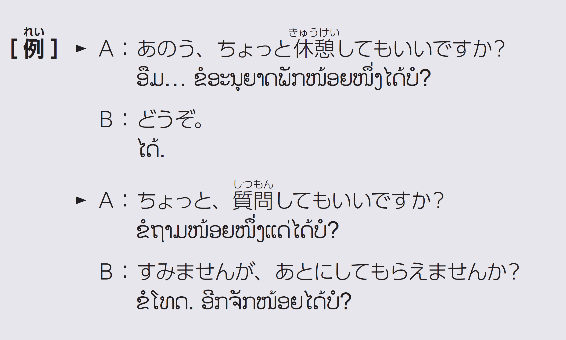 れい
[例] ► A：あのう、ちょっと休憩してもいいですか？
きゅうけい
ອືມ... ຂໍອະນຸຍາດພັກໜ້ອຍໜຶ່ງໄດ້ບໍ?
B：どうぞ。
ໄດ້.
しつもん
► A：ちょっと、質問してもいいですか？
ຂໍຖາມໜ້ອຍໜຶ່ງແດ່ໄດ້ບໍ?
B：すみませんが、あとにしてもらえませんか？
ຂໍໂທດ. ອີກຈັກໜ້ອຍໄດ້ບໍ?